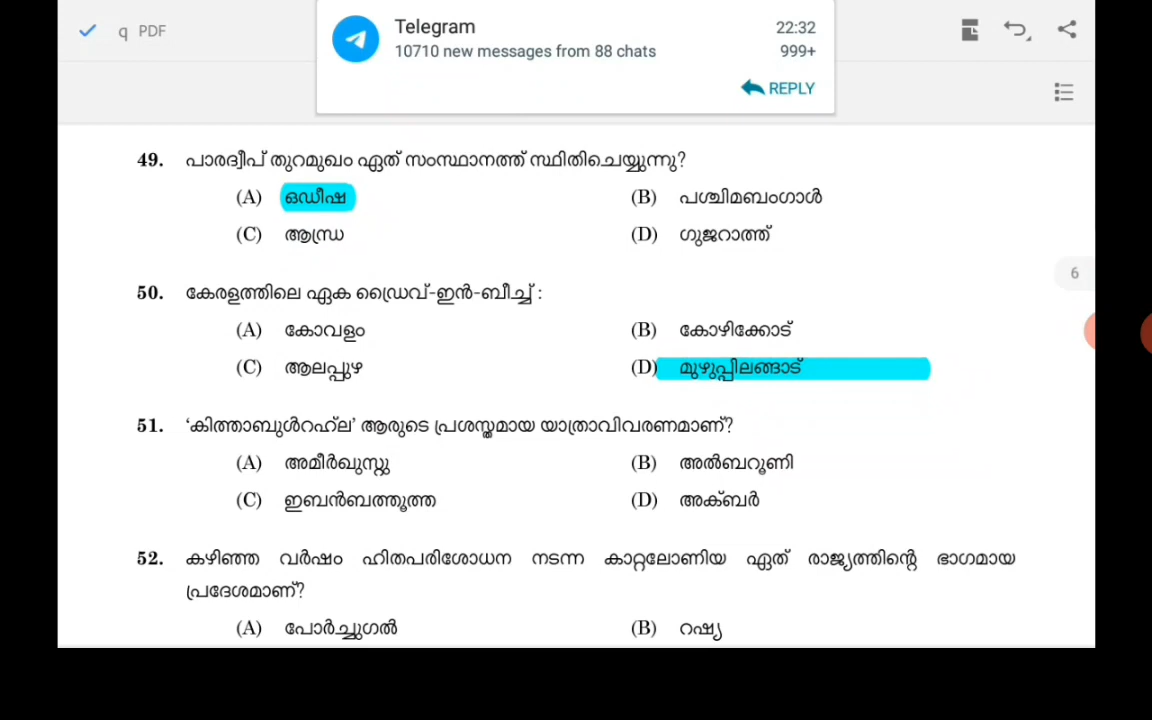 q PDF
Telegram 22:32
10710 new messages from 88 chats 999+
REPLY
49. പാരദ്വീപ് തുറമുഖം ഏത് സംസ്ഥാനത്ത് സ്ഥിതിചെയ്യുന്നു?
(A) ഒഡീഷ (B) പശ്ചിമബംഗാൾ
(C) ആന്ധ്ര (D) ഗുജറാത്ത്
6
50. കേരളത്തിലെ ഏക ഡ്രൈവ്-ഇൻ-ബീച്ച് :
(A) കോവളം (B) കോഴിക്കോട്
(C) ആലപ്പുഴ (D) മുഴുപ്പിലങ്ങാട്
51. ‘കിത്താബുൾറഹ്ല’ ആരുടെ പ്രശസ്തമായ യാത്രാവിവരണമാണ്?
(A) അമീർഖുസ്രു (B) അൽബറൂണി
(C) ഇബൻബത്തൂത്ത (D) അക്ബർ
52. കഴിഞ്ഞ വർഷം ഹിതപരിശോധന നടന്ന കാറ്റലോണിയ ഏത് രാജ്യത്തിന്റെ ഭാഗമായ
പ്രദേശമാണ്?
(A) പോർച്ചുഗൽ (B) റഷ്യ